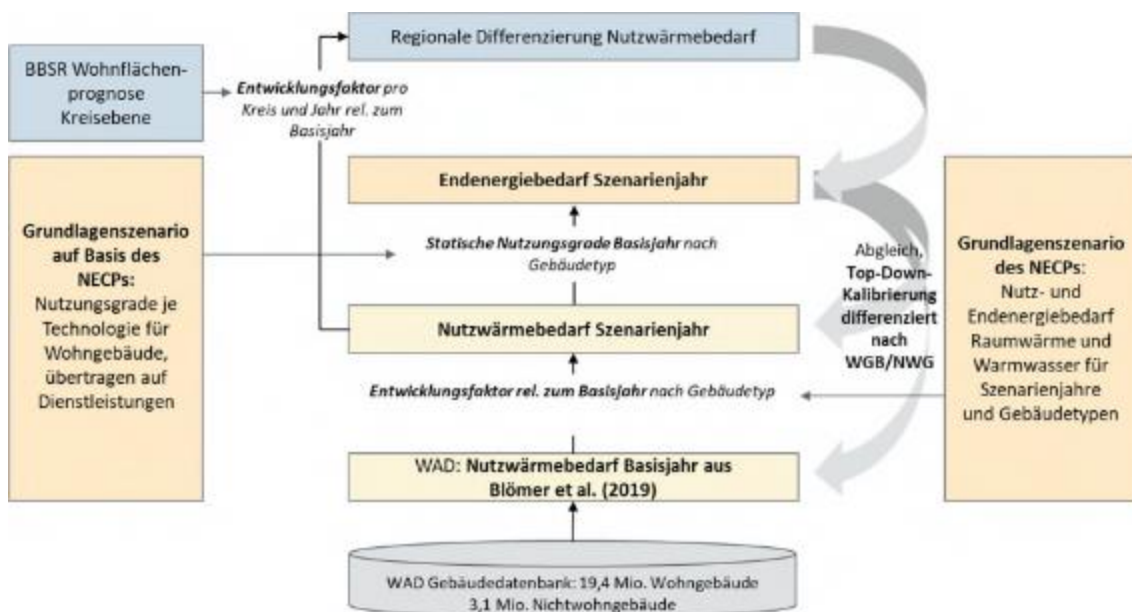 Regionale Differenzierung Nutzwärmebedarf
BBSR Wohnflächen-
prognose
Kreisebene
Entwicklungsfaktor pro
Kreis und Jahr rel. zum
Basisjahr
Endenergiebedarf Szenarienjahr
Grundlagenszenario
auf Basis des
NECPs:
Nutzungsgrade je
Technologie für
Wohngebäude,
übertragen auf
Dienstleistungen
Statische Nutzungsgrade Basisjahr nach
Gebäudetyp
Nutzwärmebedarf Szenarienjahr
Entwicklungsfaktor rel. zum Basisjahr nach Gebäudetyp
WAD: Nutzwärmebedarf Basisjahr aus
Blömer et al. (2019)
WAD Gebäudedatenbank: 19,4 Mio. Wohngebäude
3,1 Mio. Nichtwohngebäude
Abgleich,
Top-Down-
Kalibrierung
differenziert
nach
WGB/NWG
Grundlagenszenario
des NECPs:
Nutz- und
Endenergiebedarf
Raumwärme und
Warmwasser für
Szenarienjahre
und Gebäudetypen